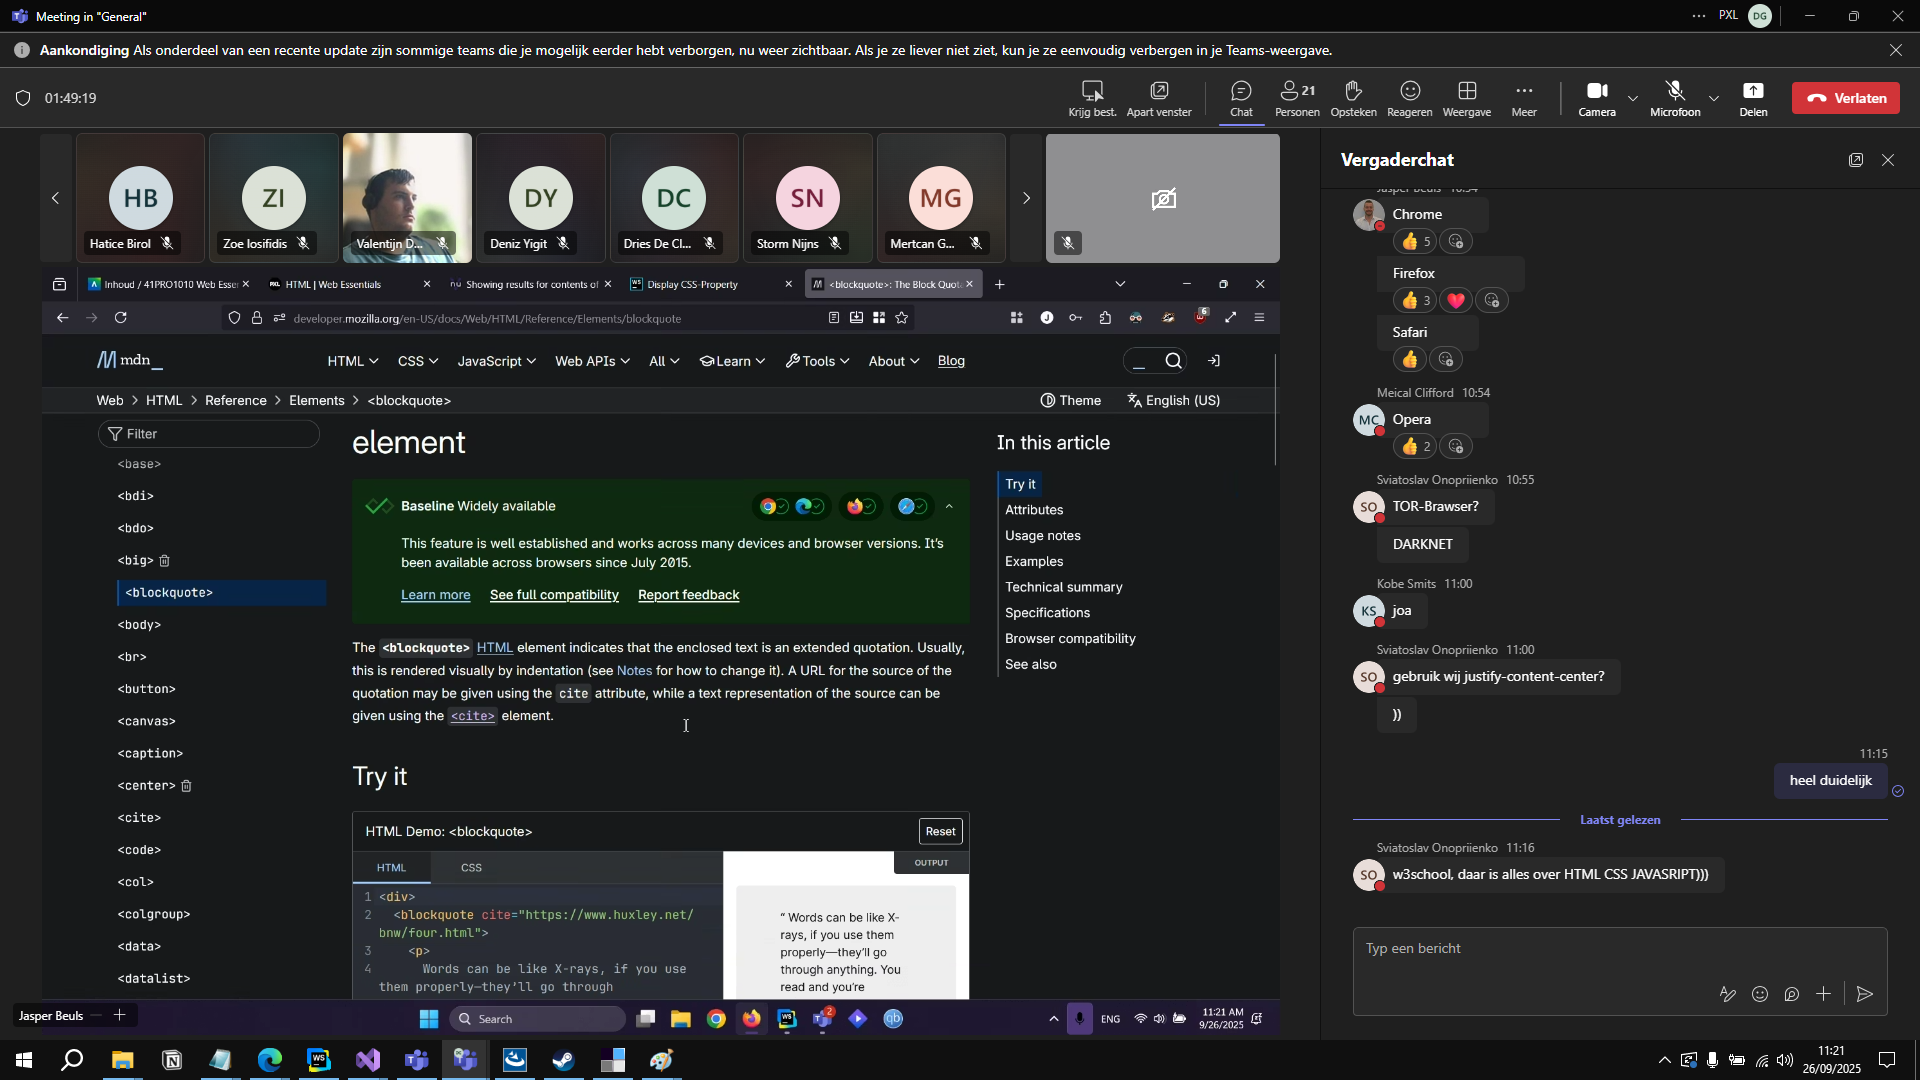 Meeting in "General"
PXL
DG
Aankondiging Als onderdeel van een recente update zijn sommige teams die je mogelijk eerder hebt verborgen, nu weer zichtbaar. Als je ze liever niet ziet, kun je ze eenvoudig verbergen in je Teams-weergave.
01:49:19
Krijg best.
Apart venster
Chat
21
Personen
Opsteken
Reageren
Weergave
Meer
Camera
Microfoon
Delen
Verlaten
HB
Hatice Birol
ZI
Zoe Iosifidis
Valentijn D...
DY
Deniz Yigit
DC
Dries De Cl...
SN
Storm Nijns
MG
Mertcan G...
Inhoud / 41PRO1010 Web Esse
HTML | Web Essentials
Showing results for contents of
Display CSS-Property
<blockquote>: The Block Quot
developer.mozilla.org/en-US/docs/Web/HTML/Reference/Elements/blockquote
6
mdn_
HTML
CSS
JavaScript
Web APIs
All
Learn
Tools
About
Blog
Web > HTML > Reference > Elements > <blockquote>
Theme
English (US)
Filter
<base>
<bdi>
<bdo>
<big>
<blockquote>
<body>
<br>
<button>
<canvas>
<caption>
<center>
<cite>
<code>
<col>
<colgroup>
<data>
<datalist>
element
Baseline Widely available
This feature is well established and works across many devices and browser versions. It's
been available across browsers since July 2015.
Learn more
See full compatibility
Report feedback
The <blockquote> HTML element indicates that the enclosed text is an extended quotation. Usually,
this is rendered visually by indentation (see Notes for how to change it). A URL for the source of the
quotation may be given using the cite attribute, while a text representation of the source can be
given using the <cite> element.
Try it
HTML Demo: <blockquote>
Reset
HTML
CSS
OUTPUT
1 <div>
2 <blockquote cite="https://www.huxley.net/
bnw/four.html">
3 <p>
4 Words can be like X-rays, if you use
them properly—they'll go through
“ Words can be like X-
rays, if you use them
properly—they'll go
through anything. You
read and you're
In this article
Try it
Attributes
Usage notes
Examples
Technical summary
Specifications
Browser compatibility
See also
Jasper Beuls
Search
2
ENG
11:21 AM
9/26/2025
Vergaderchat
Jasper Beuls 10:54
Chrome
5
Firefox
3
Safari
Meical Clifford 10:54
MC
Opera
2
Sviatoslav Onopriienko 10:55
SO
TOR-Brawser?
DARKNET
Kobe Smits 11:00
KS
joa
Sviatoslav Onopriienko 11:00
SO
gebruik wij justify-content-center?
))
11:15
heel duidelijk
Laatst gelezen
Sviatoslav Onopriienko 11:16
SO
w3school, daar is alles over HTML CSS JAVASRIPT)))
Typ een bericht
11:21
26/09/2025